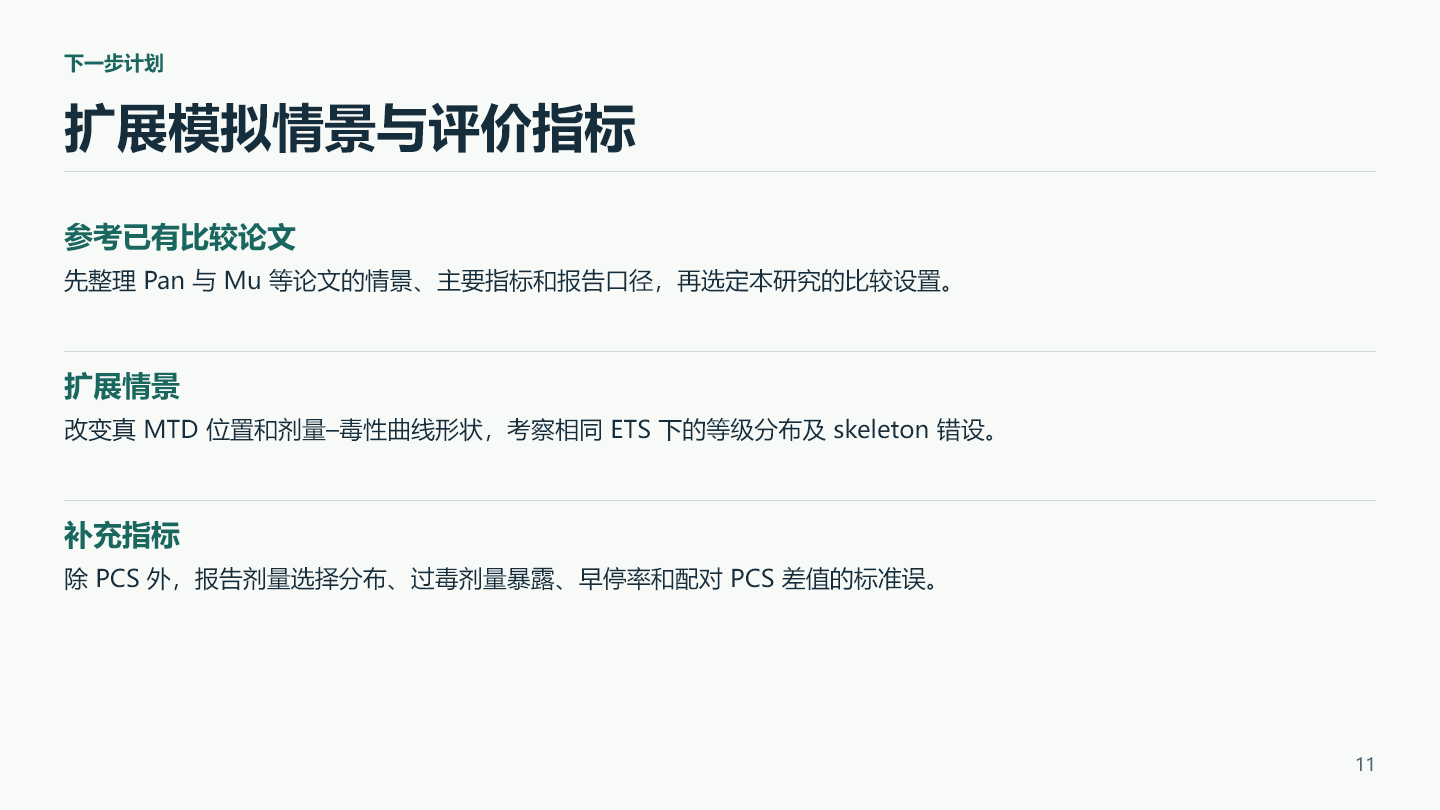 下一步计划
扩展模拟情景与评价指标
参考已有比较论文
先整理 Pan 与 Mu 等论文的情景、主要指标和报告口径，再选定本研究的比较设置。
扩展情景
改变真 MTD 位置和剂量–毒性曲线形状，考察相同 ETS 下的等级分布及 skeleton 错设。
补充指标
除 PCS 外，报告剂量选择分布、过毒剂量暴露、早停率和配对 PCS 差值的标准误。
11